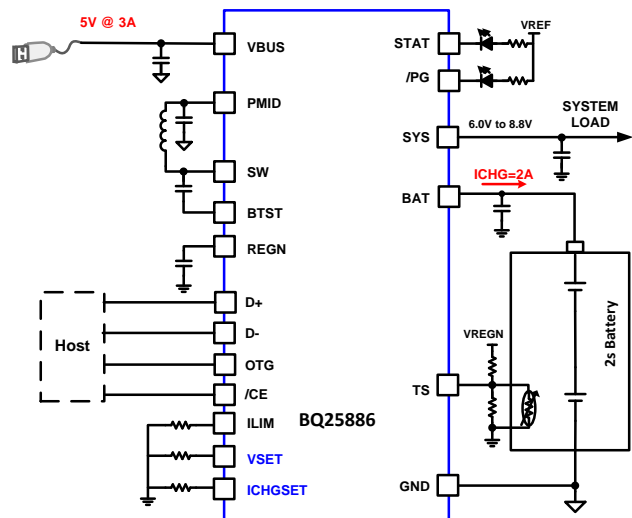 5V @ 3A
VBUS
PMID
SW
BTST
REGN
D+
D-
OTG
/CE
ILIM
VSET
ICHGSET
Host
BQ25886
STAT
VREF
/PG
SYS
6.0V to 8.8V
SYSTEM
LOAD
ICHG=2A
BAT
VREGN
TS
2s Battery
GND